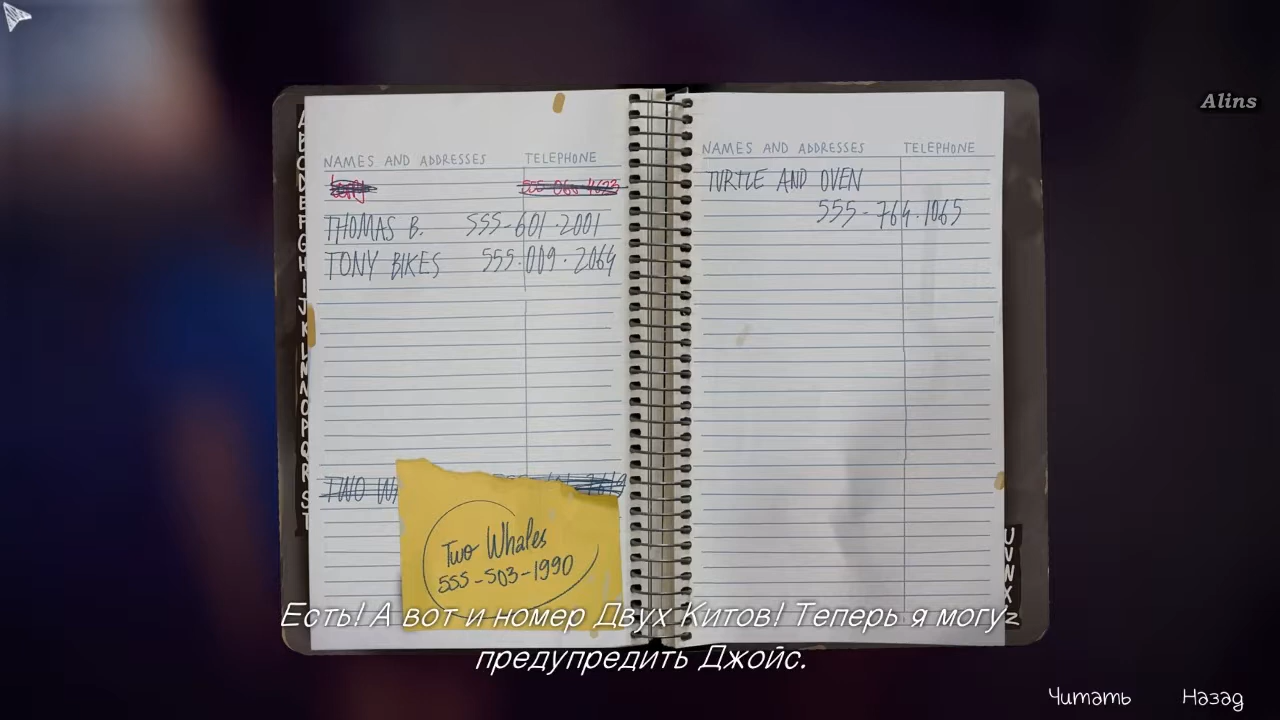 Alins
NAMES AND ADDRESSES TELEPHONE
THOMAS B. 555-601-2001
TONY BIKES 555-009-2064
TWO
Two Whales
555-503-1990
NAMES AND ADDRESSES TELEPHONE
TURTLE AND OVEN
555-764-1065
U
V
W
X
Z
Есть! А вот и номер Двух Китов! Теперь я могу
предупредить Джойс.
Читать Назад